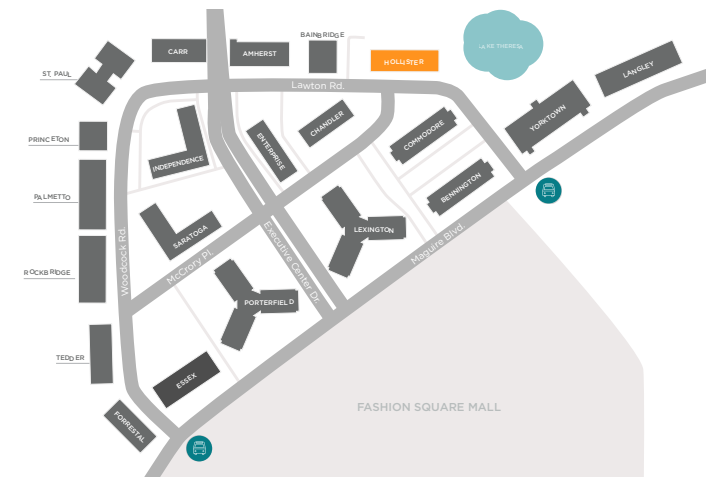 BAINBRIDGE
CARR
AMHERST
HOLLISTER
LAKE THERESA
LANGLEY
ST. PAUL
Lawton Rd.
YORKTOWN
CHANDLER
COMMODORE
PRINCETON
ENTERPRISE
INDEPENDENCE
BENNINGTON
PALMETTO
SARATOGA
LEXINGTON
Executive Center Dr.
Maguire Blvd.
Woodcock Rd.
McCrory Pl.
ROCKBRIDGE
PORTERFIELD
TEDDER
ESSEX
FORRESTAL
FASHION SQUARE MALL